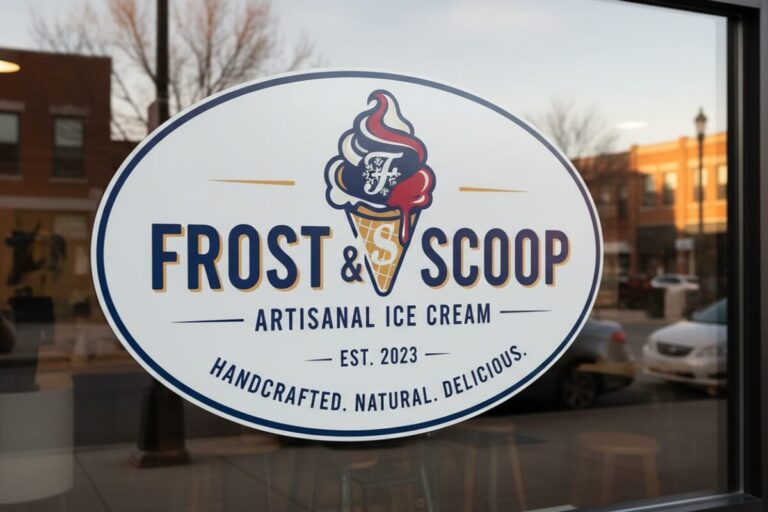 F
FROST & S SCOOP
ARTISANAL ICE CREAM
EST. 2023
HANDCRAFTED. NATURAL. DELICIOUS.